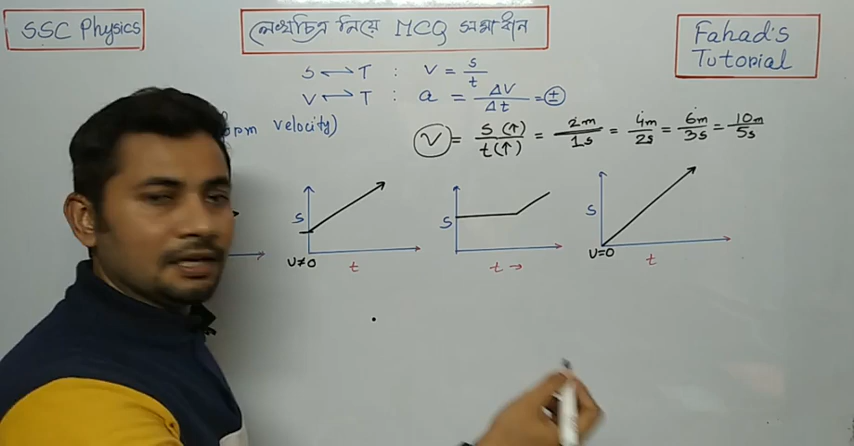 SSC Physics
লেখচিত্র নিয়ে MCQ সমাধান
Fahad's
Tutorial
S ⇌ T : v = s/t
V ⇌ T : a = ΔV/Δt = ±
form velocity)
V = s(↑)/t(↑) = 2m/1s = 4m/2s = 6m/3s = 10m/5s
S
u≠0
t
S
t →
S
u=0
t